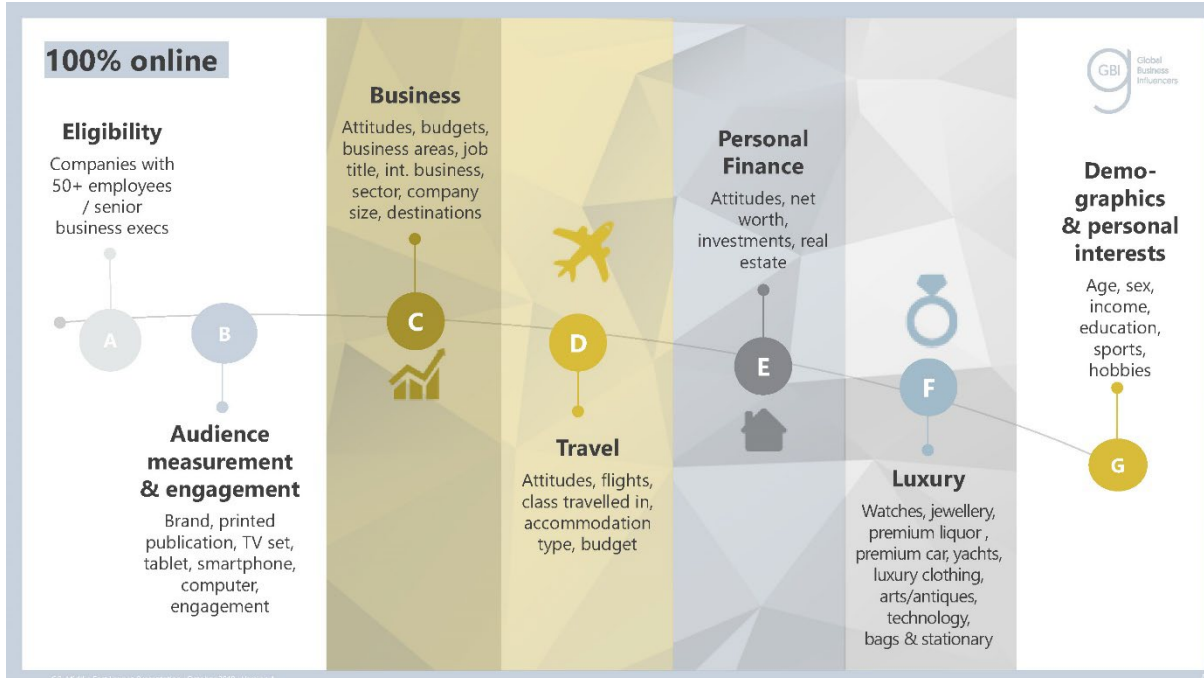 100% online
GBI
Global
Business
Influencers
Eligibility
Companies with
50+ employees
/ senior
business execs
A
B
Audience
measurement
& engagement
Brand, printed
publication, TV set,
tablet, smartphone,
computer,
engagement
Business
Attitudes, budgets,
business areas, job
title, int. business,
sector, company
size, destinations
C
D
Travel
Attitudes, flights,
class travelled in,
accommodation
type, budget
Personal
Finance
Attitudes, net
worth,
investments, real
estate
E
F
Luxury
Watches, jewellery,
premium liquor ,
premium car, yachts,
luxury clothing,
arts/antiques,
technology,
bags & stationary
Demo-
graphics
& personal
interests
Age, sex,
income,
education,
sports,
hobbies
G